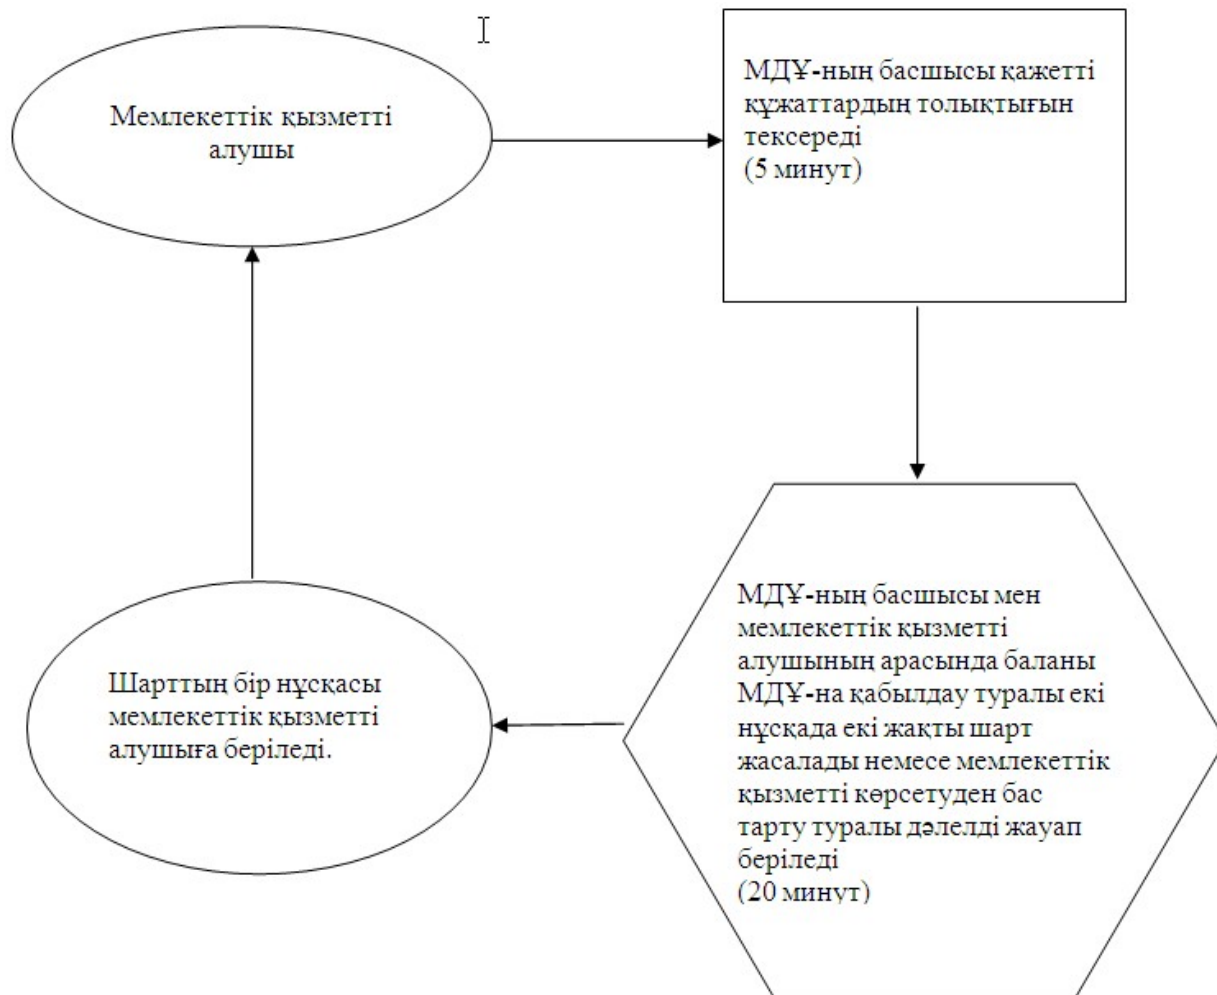 Мемлекеттік қызметті
алушы
МДҰ-ның басшысы қажетті
құжаттардың толықтығын
тексереді
(5 минут)
МДҰ-ның басшысы мен
мемлекеттік қызметті
алушының арасында баланы
МДҰ-на қабылдау туралы екі
нұсқада екі жақты шарт
жасалады немесе мемлекеттік
қызметті көрсетуден бас
тарту туралы дәлелді жауап
беріледі
(20 минут)
Шарттың бір нұсқасы
мемлекеттік қызметті
алушыға беріледі.